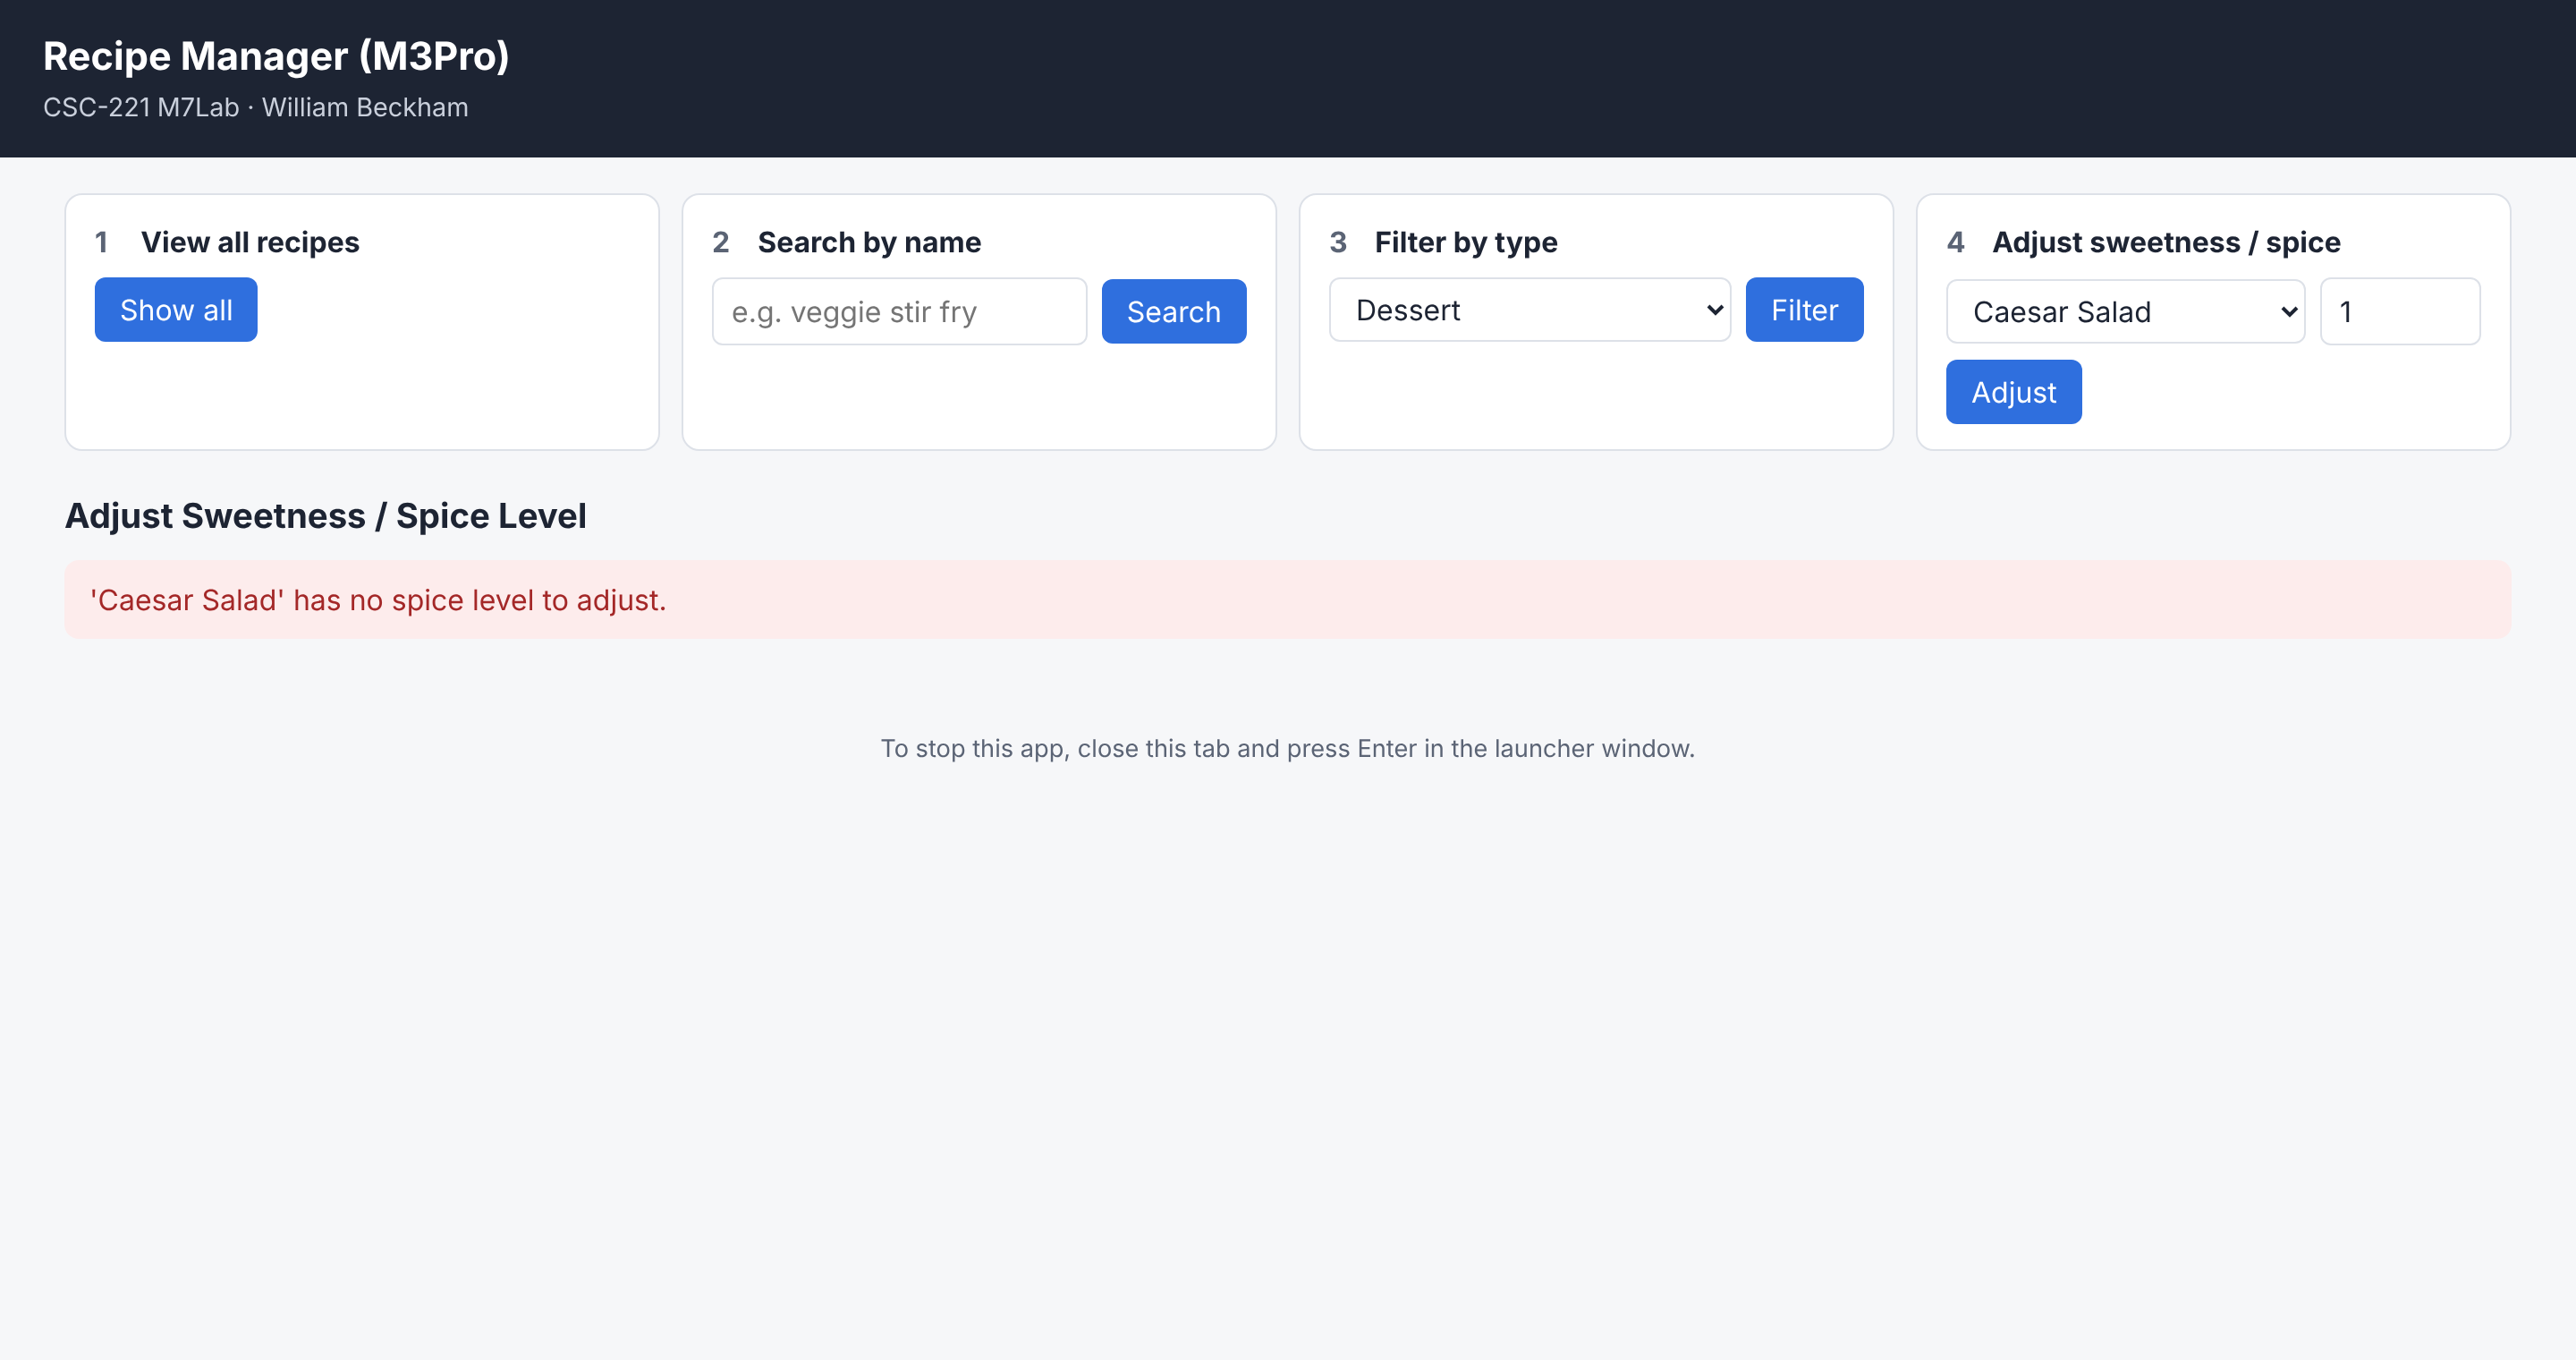 Recipe Manager (M3Pro)
CSC-221 M7Lab · William Beckham
1 View all recipes
Show all
2 Search by name
e.g. veggie stir fry
Search
3 Filter by type
Dessert
Filter
4 Adjust sweetness / spice
Caesar Salad
1
Adjust
Adjust Sweetness / Spice Level
'Caesar Salad' has no spice level to adjust.
To stop this app, close this tab and press Enter in the launcher window.